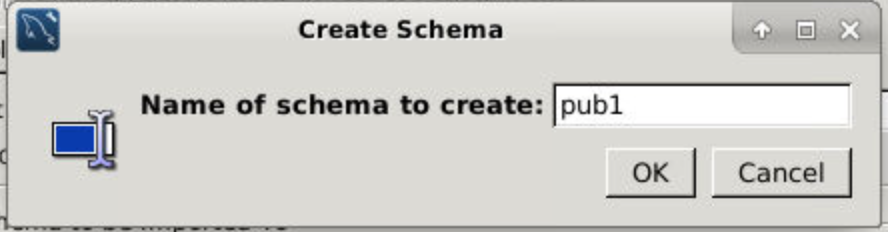 Create Schema
Name of schema to create: pub1
OK Cancel